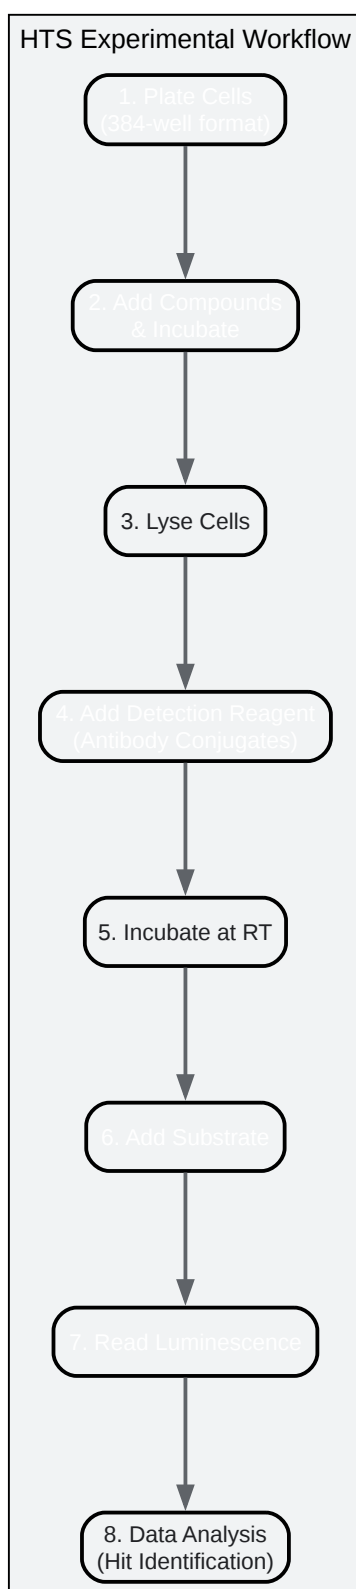 HTS Experimental Workflow
1. Plate Cells
(384-well format)
2. Add Compounds
& Incubate
3. Lyse Cells
4. Add Detection Reagent
(Antibody Conjugates)
5. Incubate at RT
6. Add Substrate
7. Read Luminescence
8. Data Analysis
(Hit Identification)